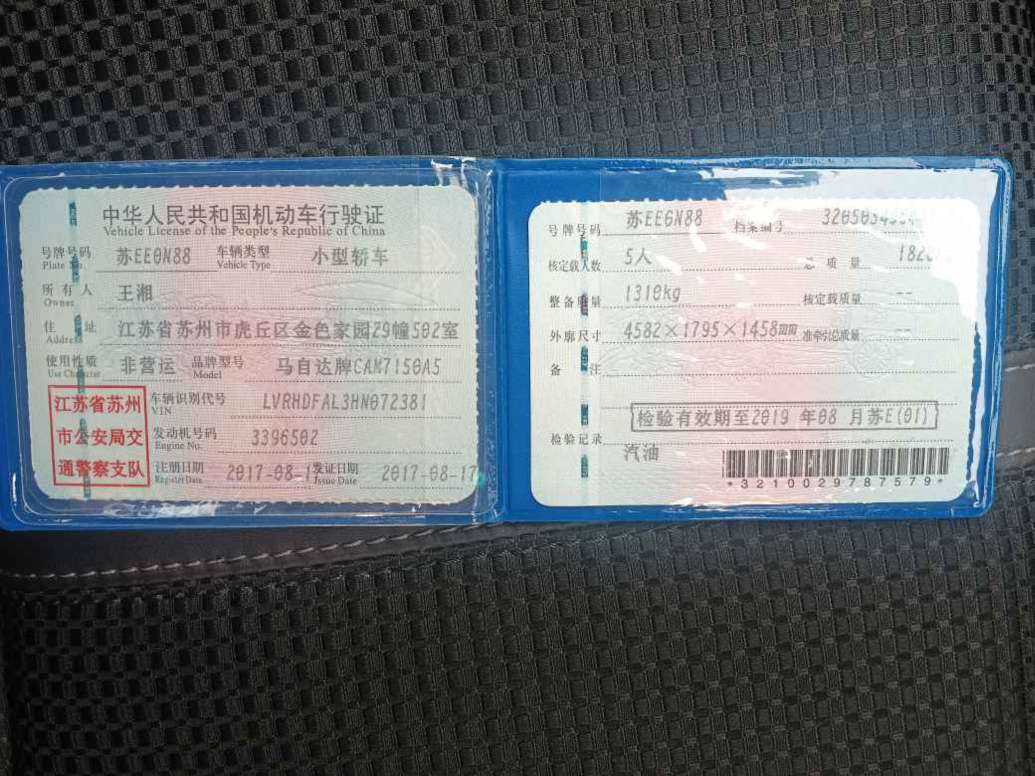 中华人民共和国机动车行驶证
Vehicle License of the People's Republic of China
号牌号码 苏EE0N88 车辆类型 小型轿车
Plate No. Vehicle Type
所有人 王湘
Owner
住址 江苏省苏州市虎丘区金色家园29幢502室
Address
使用性质 非营运 品牌型号 马自达牌CAM7150A5
Use Character Model
江苏省苏州
市公安局交
通警察支队
车辆识别代号 LVRHDFAL3HN072381
VIN
发动机号码 3396502
Engine No.
注册日期 2017-08-1 发证日期 2017-08-17
Register Date Issue Date
号牌号码 苏EE0N88 档案编号
核定载人数 5人 总质量
整备质量 1310kg 核定载质量 --
外廓尺寸 4582×1795×1458mm 准牵引总质量 --
备注
检验有效期至2019年08月苏E(01)
检验记录
汽油
*3210029787579*